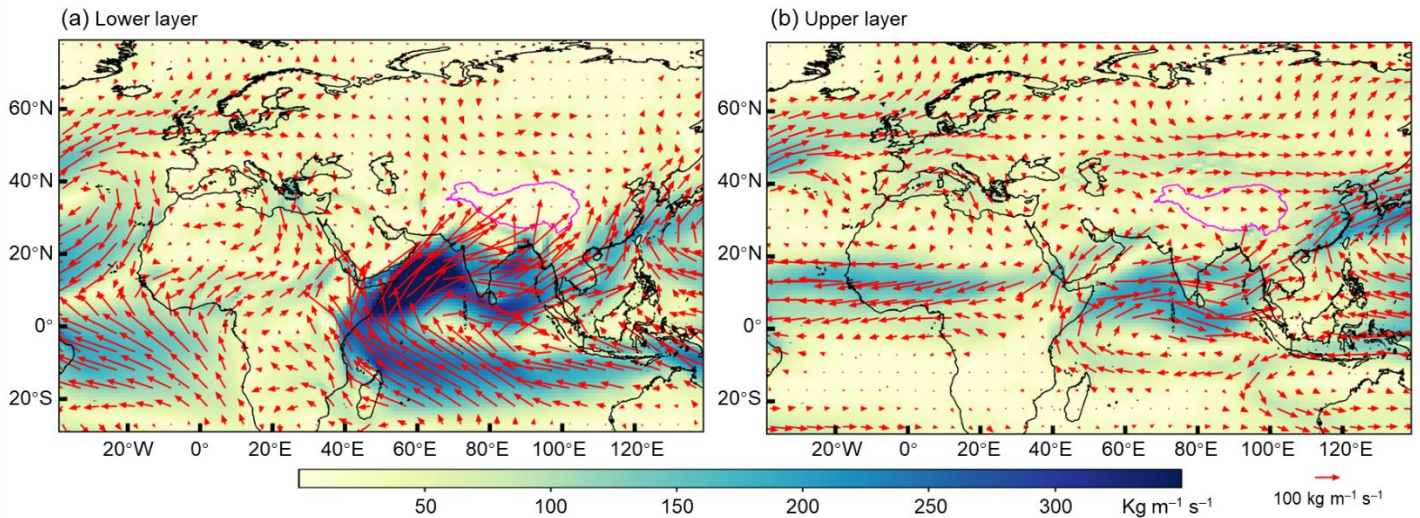 (a) Lower layer
(b) Upper layer
60°N
40°N
20°N
0°
20°S
20°W 0° 20°E 40°E 60°E 80°E 100°E 120°E
60°N
40°N
20°N
0°
20°S
20°W 0° 20°E 40°E 60°E 80°E 100°E 120°E
50 100 150 200 250 300 Kg m⁻¹ s⁻¹
100 kg m⁻¹ s⁻¹